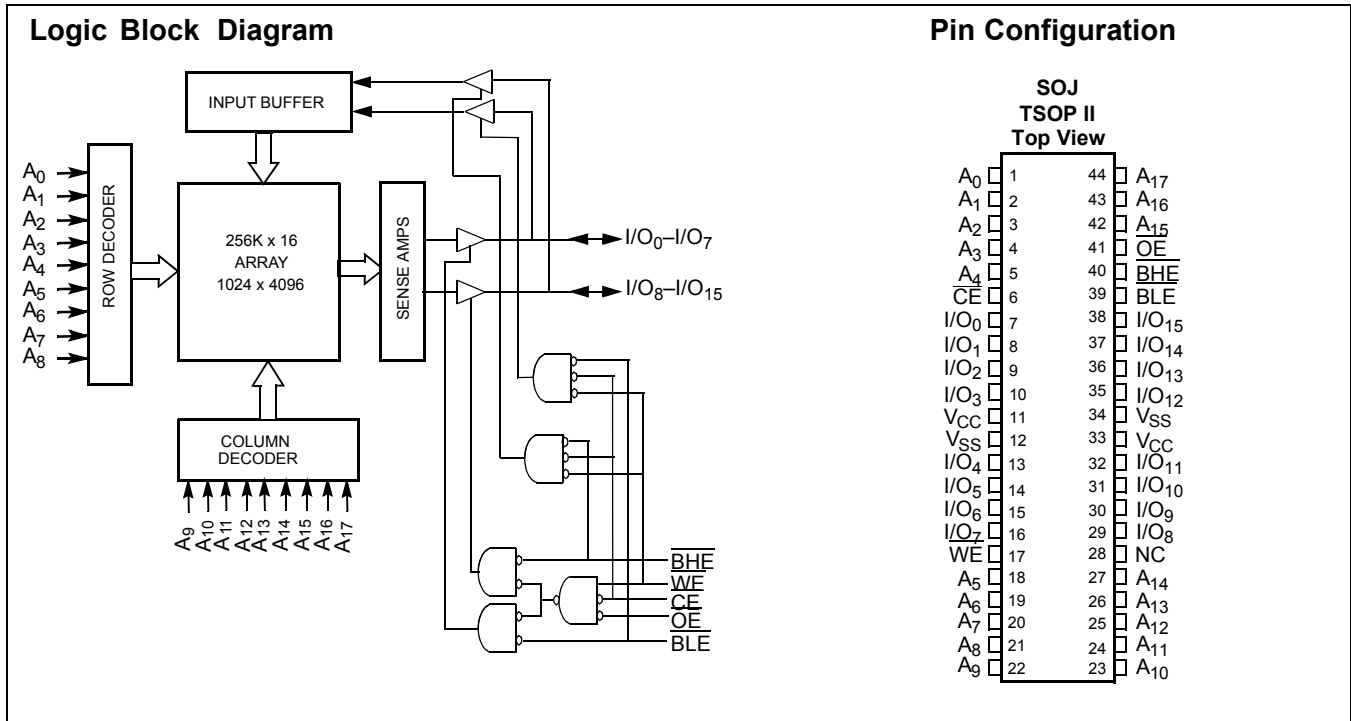 Logic Block Diagram
Pin Configuration
INPUT BUFFER
A0
A1
A2
A3
A4
A5
A6
A7
A8
ROW DECODER
256K x 16
ARRAY
1024 x 4096
SENSE AMPS
I/O0–I/O7
I/O8–I/O15
COLUMN
DECODER
A9
A10
A11
A12
A13
A14
A15
A16
A17
BHE
WE
CE
OE
BLE
SOJ
TSOP II
Top View
A0 1 44 A17
A1 2 43 A16
A2 3 42 A15
A3 4 41 OE
A4 5 40 BHE
CE 6 39 BLE
I/O0 7 38 I/O15
I/O1 8 37 I/O14
I/O2 9 36 I/O13
I/O3 10 35 I/O12
VCC 11 34 VSS
VSS 12 33 VCC
I/O4 13 32 I/O11
I/O5 14 31 I/O10
I/O6 15 30 I/O9
I/O7 16 29 I/O8
WE 17 28 NC
A5 18 27 A14
A6 19 26 A13
A7 20 25 A12
A8 21 24 A11
A9 22 23 A10